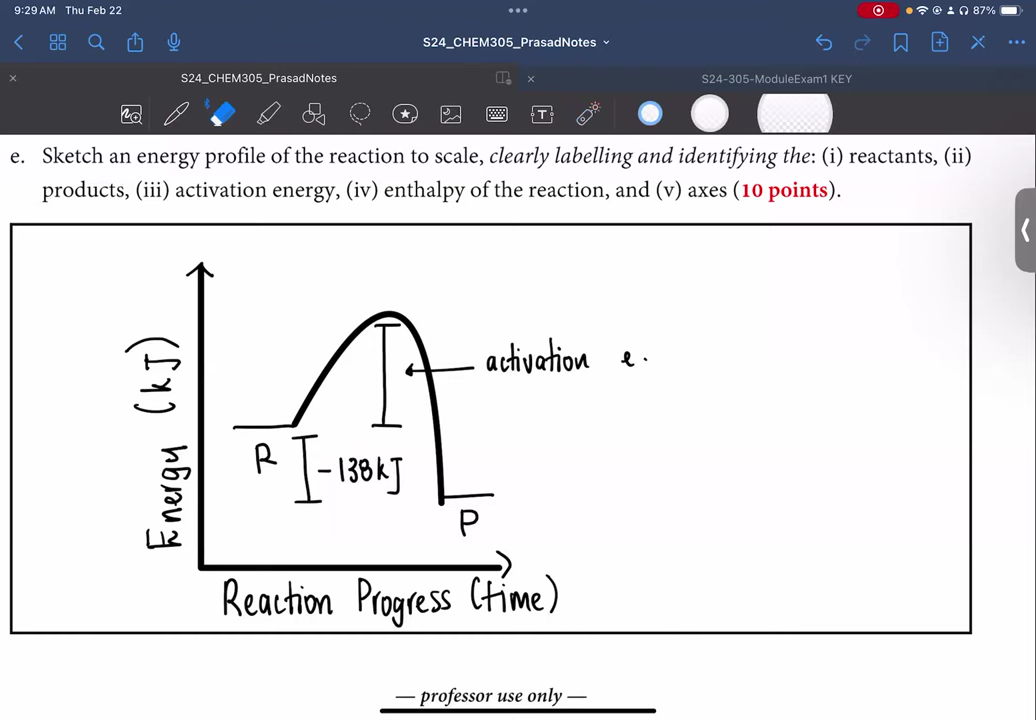 9:29 AM Thu Feb 22
87%
S24_CHEM305_PrasadNotes
S24_CHEM305_PrasadNotes
S24-305-ModuleExam1 KEY
e. Sketch an energy profile of the reaction to scale, clearly labelling and identifying the: (i) reactants, (ii)
products, (iii) activation energy, (iv) enthalpy of the reaction, and (v) axes (10 points).
Energy (kJ)
activation e.
R
-138kJ
P
Reaction Progress (time)
— professor use only —